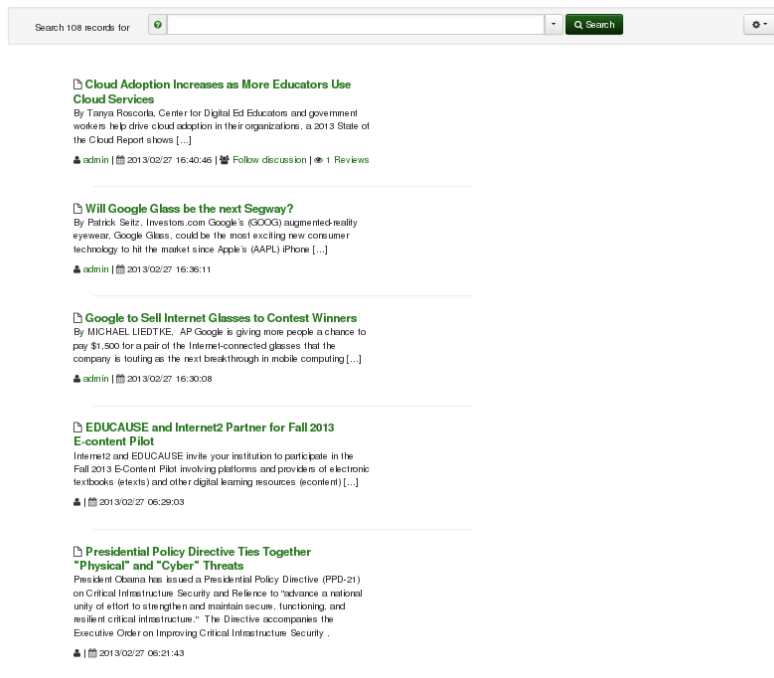 Search 108 records for
Search
Cloud Adoption Increases as More Educators Use
Cloud Services
By Tanya Roscorla, Center for Digital Ed Educators and government
workers help drive cloud adoption in their organizations, a 2013 State of
the Cloud Report shows [...]
admin | 2013/02/27 16:40:46 | Follow discussion | 1 Reviews
Will Google Glass be the next Segway?
By Patrick Seitz, Investors.com Google's (GOOG) augmented-reality
eyewear, Google Glass, could be the most exciting new consumer
technology to hit the market since Apple's (AAPL) iPhone [...]
admin | 2013/02/27 16:36:11
Google to Sell Internet Glasses to Contest Winners
By MICHAEL LIEDTKE, AP Google is giving more people a chance to
pay $1,500 for a pair of the Internet-connected glasses that the
company is touting as the next breakthrough in mobile computing [...]
admin | 2013/02/27 16:30:08
EDUCAUSE and Internet2 Partner for Fall 2013
E-content Pilot
Internet2 and EDUCAUSE invite your institution to participate in the
Fall 2013 E-Content Pilot involving platforms and providers of electronic
textbooks (etexts) and other digital learning resources (econtent) [...]
| 2013/02/27 06:29:03
Presidential Policy Directive Ties Together
"Physical" and "Cyber" Threats
President Obama has issued a Presidential Policy Directive (PPD-21)
on Critical Infrastructure Security and Relience to "advance a national
unity of effort to strengthen and maintain secure, functioning, and
resilient critical infrastructure." The Directive accompanies the
Executive Order on Improving Critical Infrastructure Security .
| 2013/02/27 06:21:43